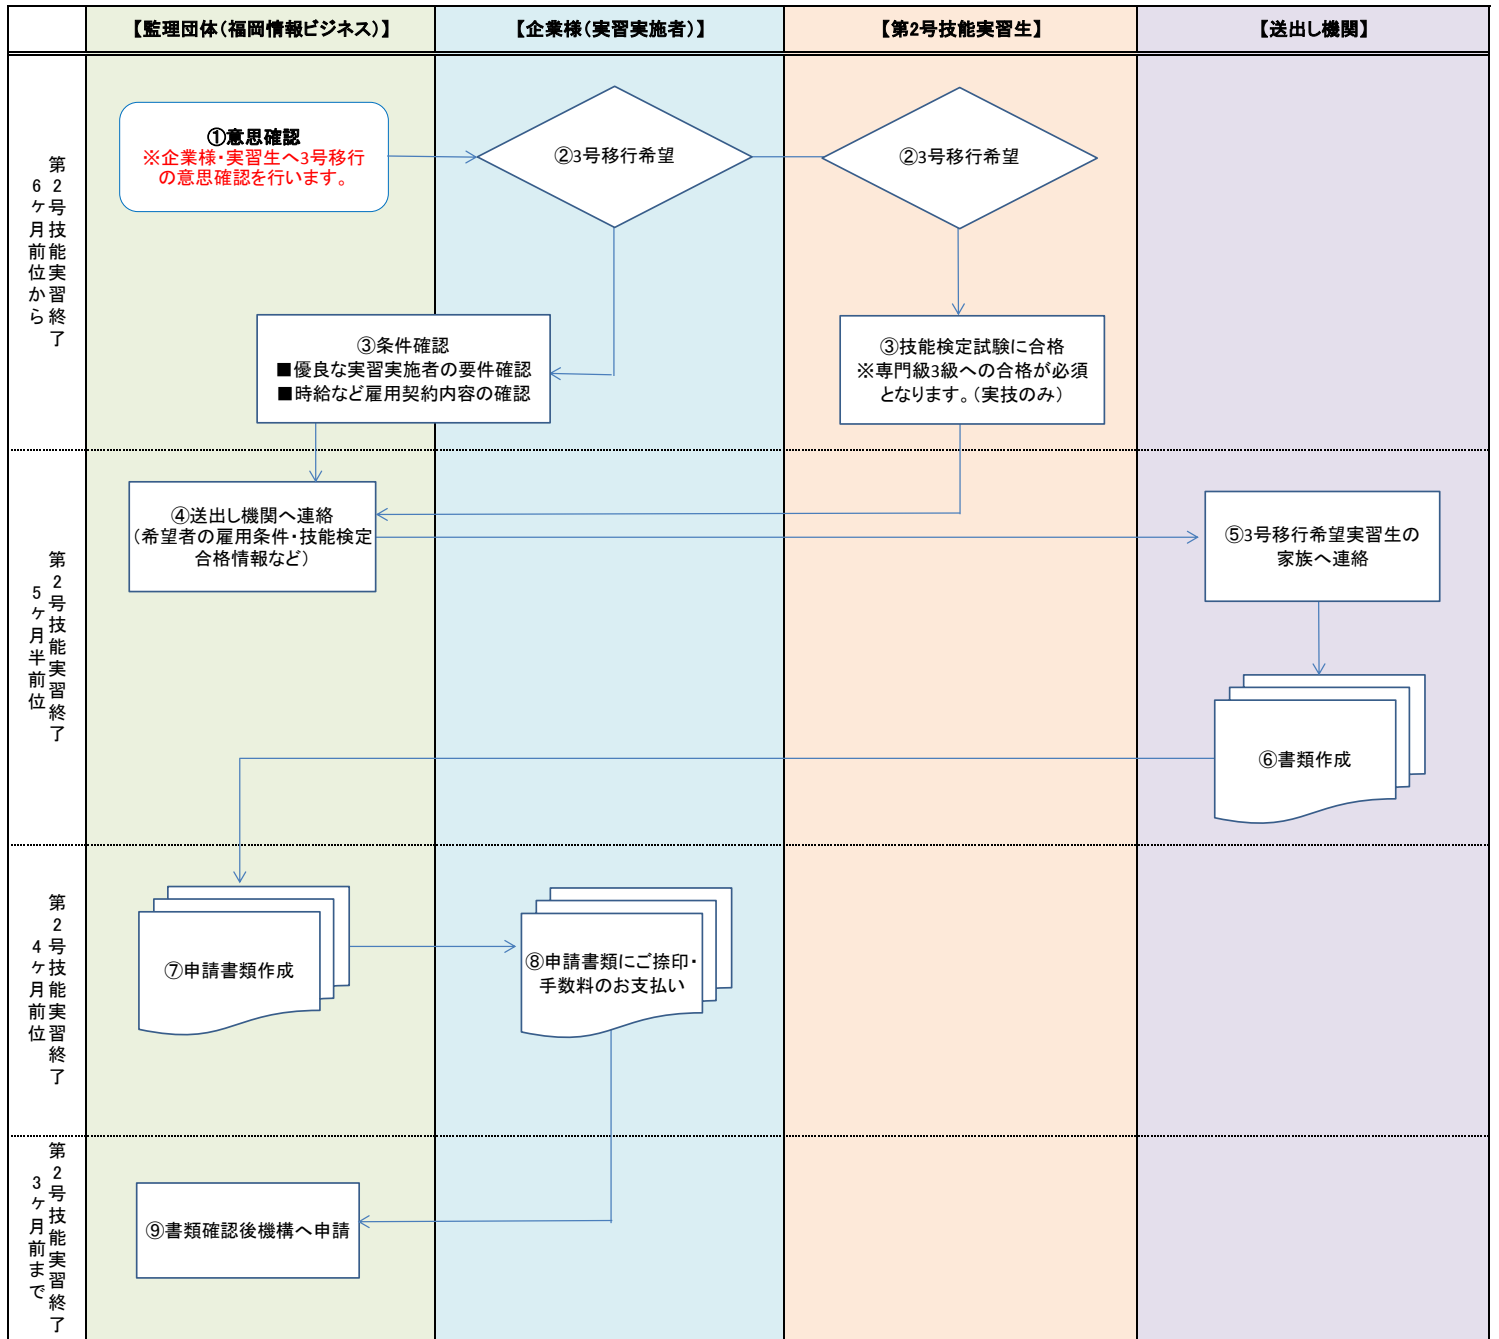 【監理団体（福岡情報ビジネス）】
【企業様（実習実施者）】
【第2号技能実習生】
【送出し機関】
第2号技能実習終了
6ヶ月前位から
①意思確認
※企業様・実習生へ3号移行
の意思確認を行います。
②3号移行希望
②3号移行希望
③条件確認
■優良な実習実施者の要件確認
■時給など雇用契約内容の確認
③技能検定試験に合格
※専門級3級への合格が必須
となります。（実技のみ）
第2号技能実習終了
5ヶ月半前位
④送出し機関へ連絡
（希望者の雇用条件・技能検定
合格情報など）
⑤3号移行希望実習生の
家族へ連絡
⑥書類作成
第2号技能実習終了
4ヶ月前位
⑦申請書類作成
⑧申請書類にご捺印・
手数料のお支払い
第2号技能実習終了
3ヶ月前まで
⑨書類確認後機構へ申請